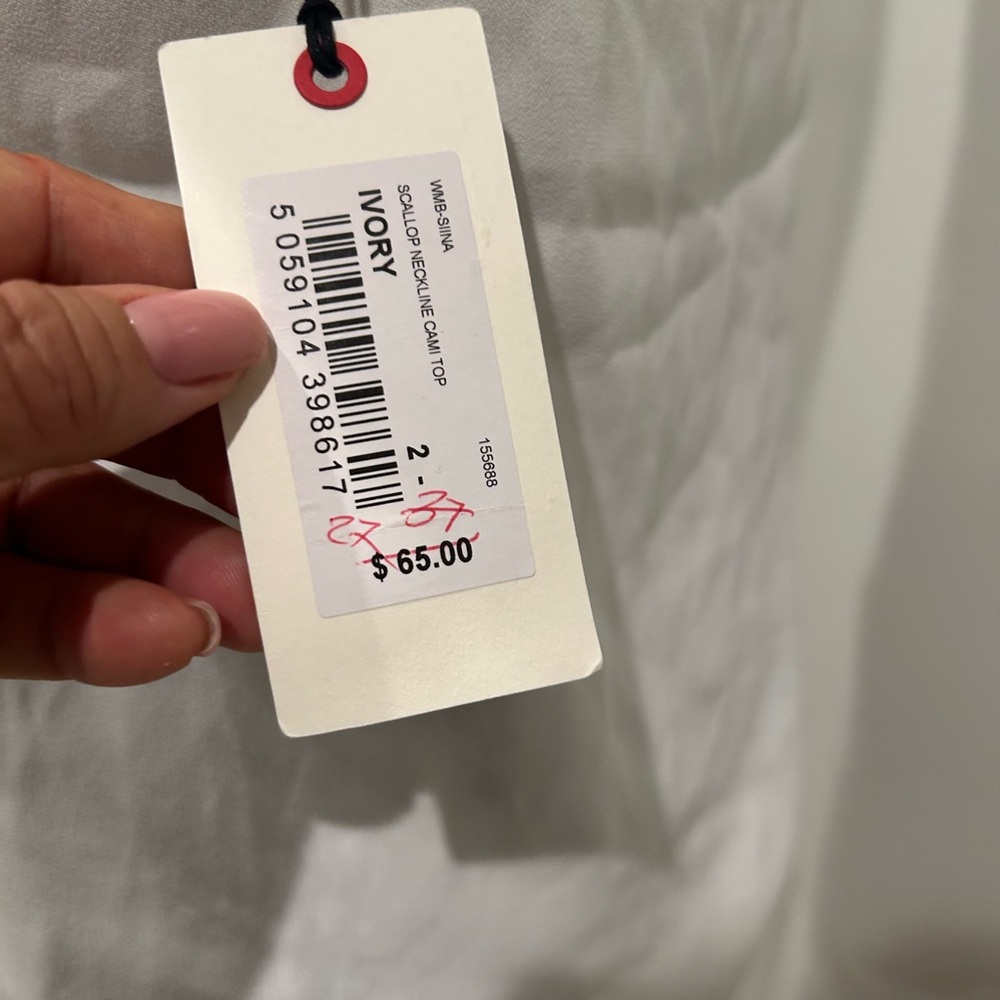 WMB-SIINA
SCALLOP NECKLINE CAMI TOP
155688
IVORY
2 -
5 059104 398617
37
27
$ 65.00